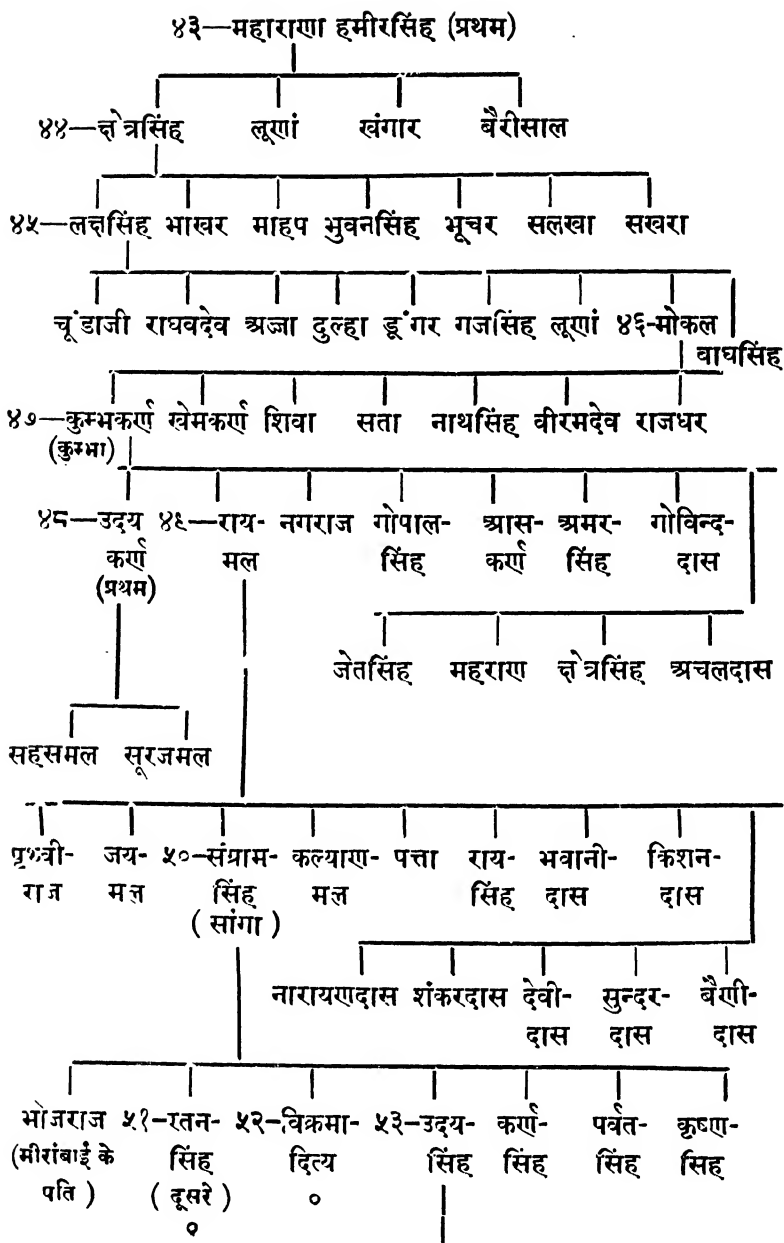 ४३—महाराणा हमीरसिंह (प्रथम)
४४—क्षेत्रसिंह लूणां खंगार बैरीसाल
४५—लक्षसिंह भाखर माहप भुवनसिंह भूचर सलखा सखरा
चूंडाजी राघवदेव अज्जा दुल्हा डूंगर गजसिंह लूणां ४६-मोकल
वाघसिंह
४७—कुम्भकर्ण खेमकर्ण शिवा सता नाथसिंह वीरमदेव राजधर
(कुम्भा)
४८—उदय ४९—राय- नगराज गोपाल- आस- अमर- गोविन्द-
कर्ण मल सिंह कर्ण सिंह दास
(प्रथम)
जेतसिंह महराण क्षेत्रसिंह अचलदास
सहसमल सूरजमल
पृथ्वी- जय- ५०—संग्राम- कल्याण- पत्ता राय- भवानी- किशन-
राज मल सिंह मल सिंह दास दास
( सांगा )
नारायणदास शंकरदास देवी- सुन्दर- बैणी-
दास दास दास
भोजराज ५१—रतन- ५२—विक्रमा- ५३—उदय- कर्ण- पर्वत- कृष्ण-
(मीरांबाई के सिंह दित्य सिंह सिंह सिंह सिंह
पति ) ( दूसरे ) ०
०